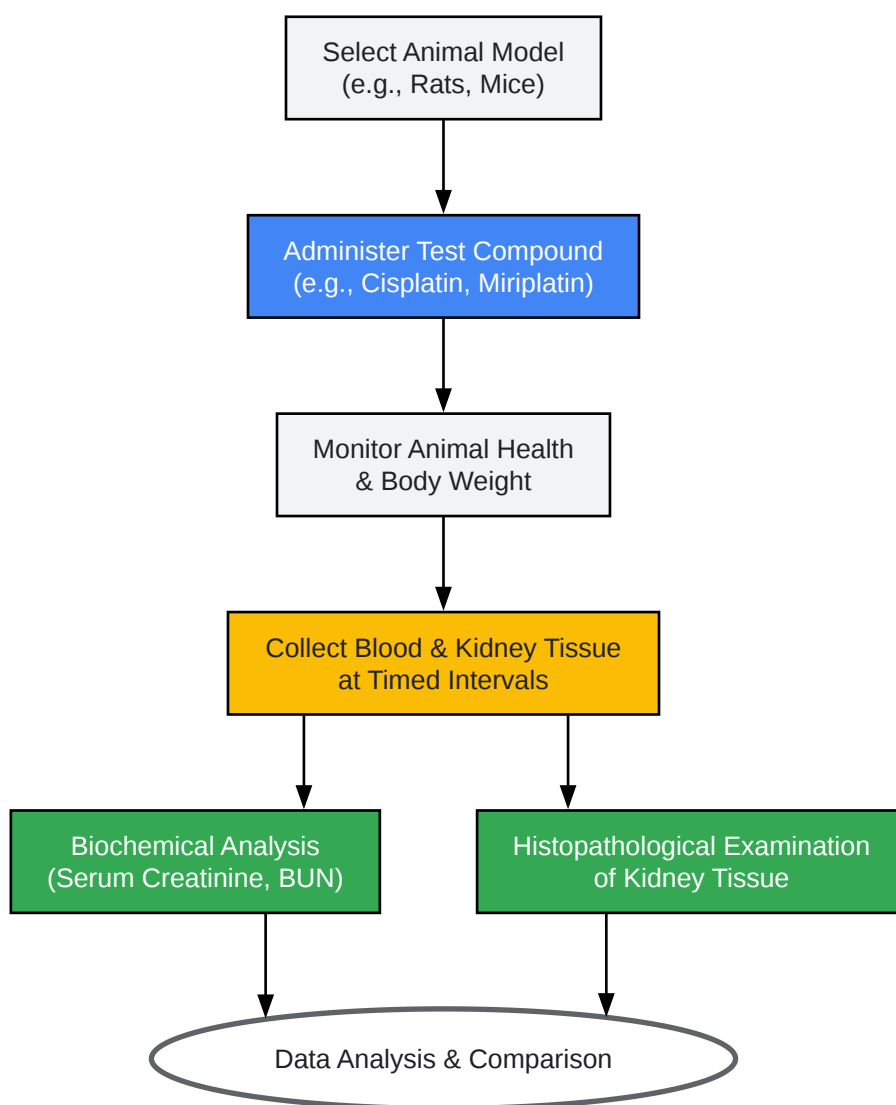 Select Animal Model
(e.g., Rats, Mice)
Administer Test Compound
(e.g., Cisplatin, Miriplatin)
Monitor Animal Health
& Body Weight
Collect Blood & Kidney Tissue
at Timed Intervals
Biochemical Analysis
(Serum Creatinine, BUN)
Histopathological Examination
of Kidney Tissue
Data Analysis & Comparison